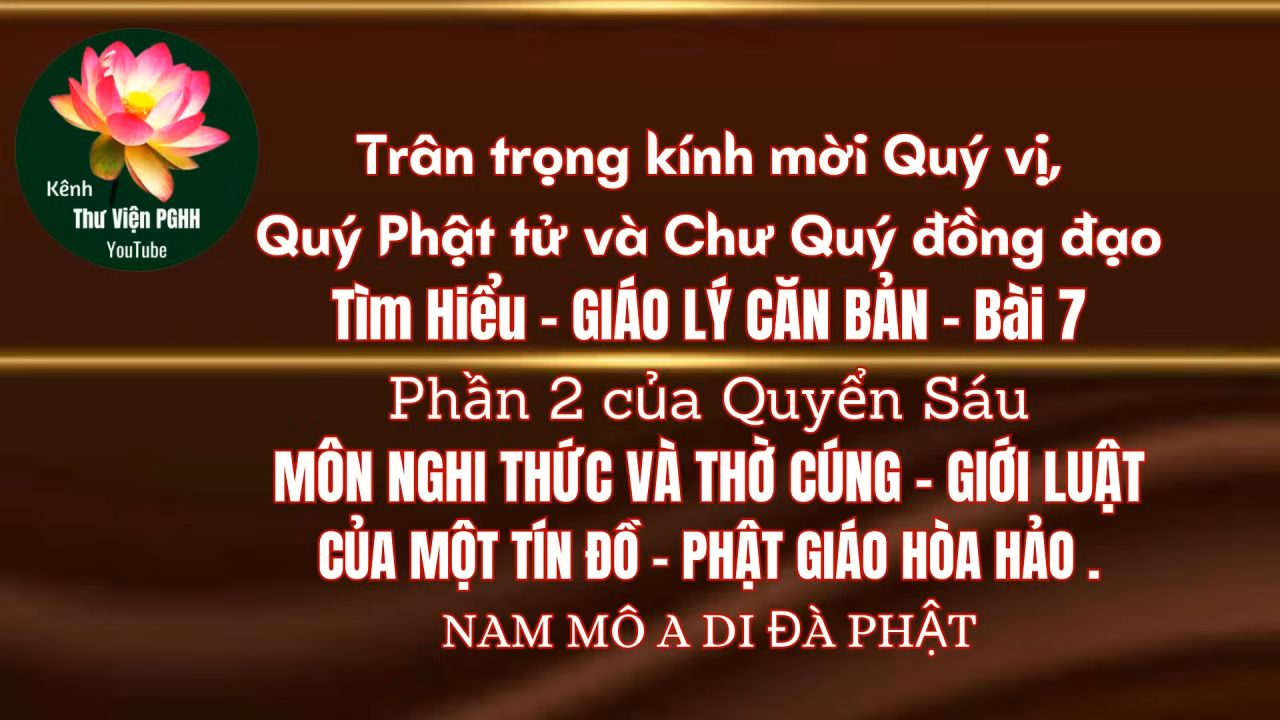 Kênh
Thư Viện PGHH
YouTube
Trân trọng kính mời Quý vị,
Quý Phật tử và Chư Quý đồng đạo
Tìm Hiểu - GIÁO LÝ CĂN BẢN - Bài 7
Phần 2 của Quyển Sáu
MÔN NGHI THỨC VÀ THỜ CÚNG - GIỚI LUẬT
CỦA MỘT TÍN ĐỒ - PHẬT GIÁO HÒA HẢO .
NAM MÔ A DI ĐÀ PHẬT